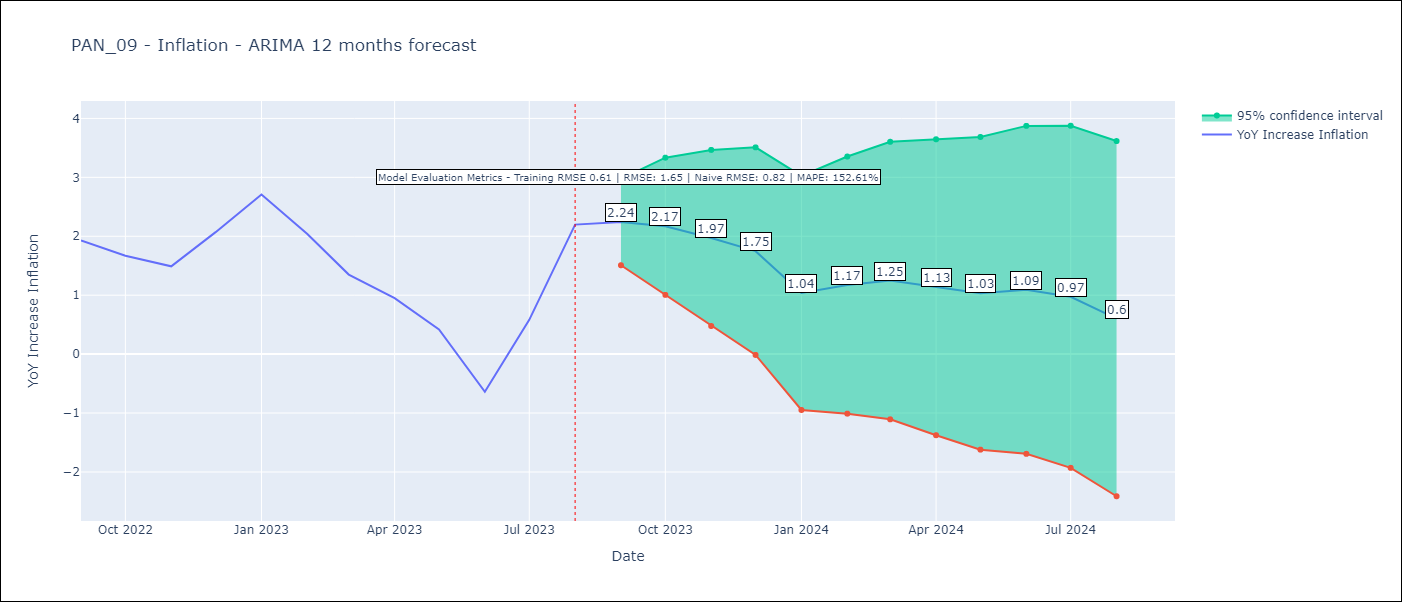 PAN_09 - Inflation - ARIMA 12 months forecast
95% confidence interval
YoY Increase Inflation
Model Evaluation Metrics - Training RMSE 0.61 | RMSE: 1.65 | Naive RMSE: 0.82 | MAPE: 152.61%
2.24
2.17
1.97
1.75
1.04
1.17
1.25
1.13
1.03
1.09
0.97
0.6
4
3
2
1
0
−1
−2
YoY Increase Inflation
Oct 2022
Jan 2023
Apr 2023
Jul 2023
Oct 2023
Jan 2024
Apr 2024
Jul 2024
Date